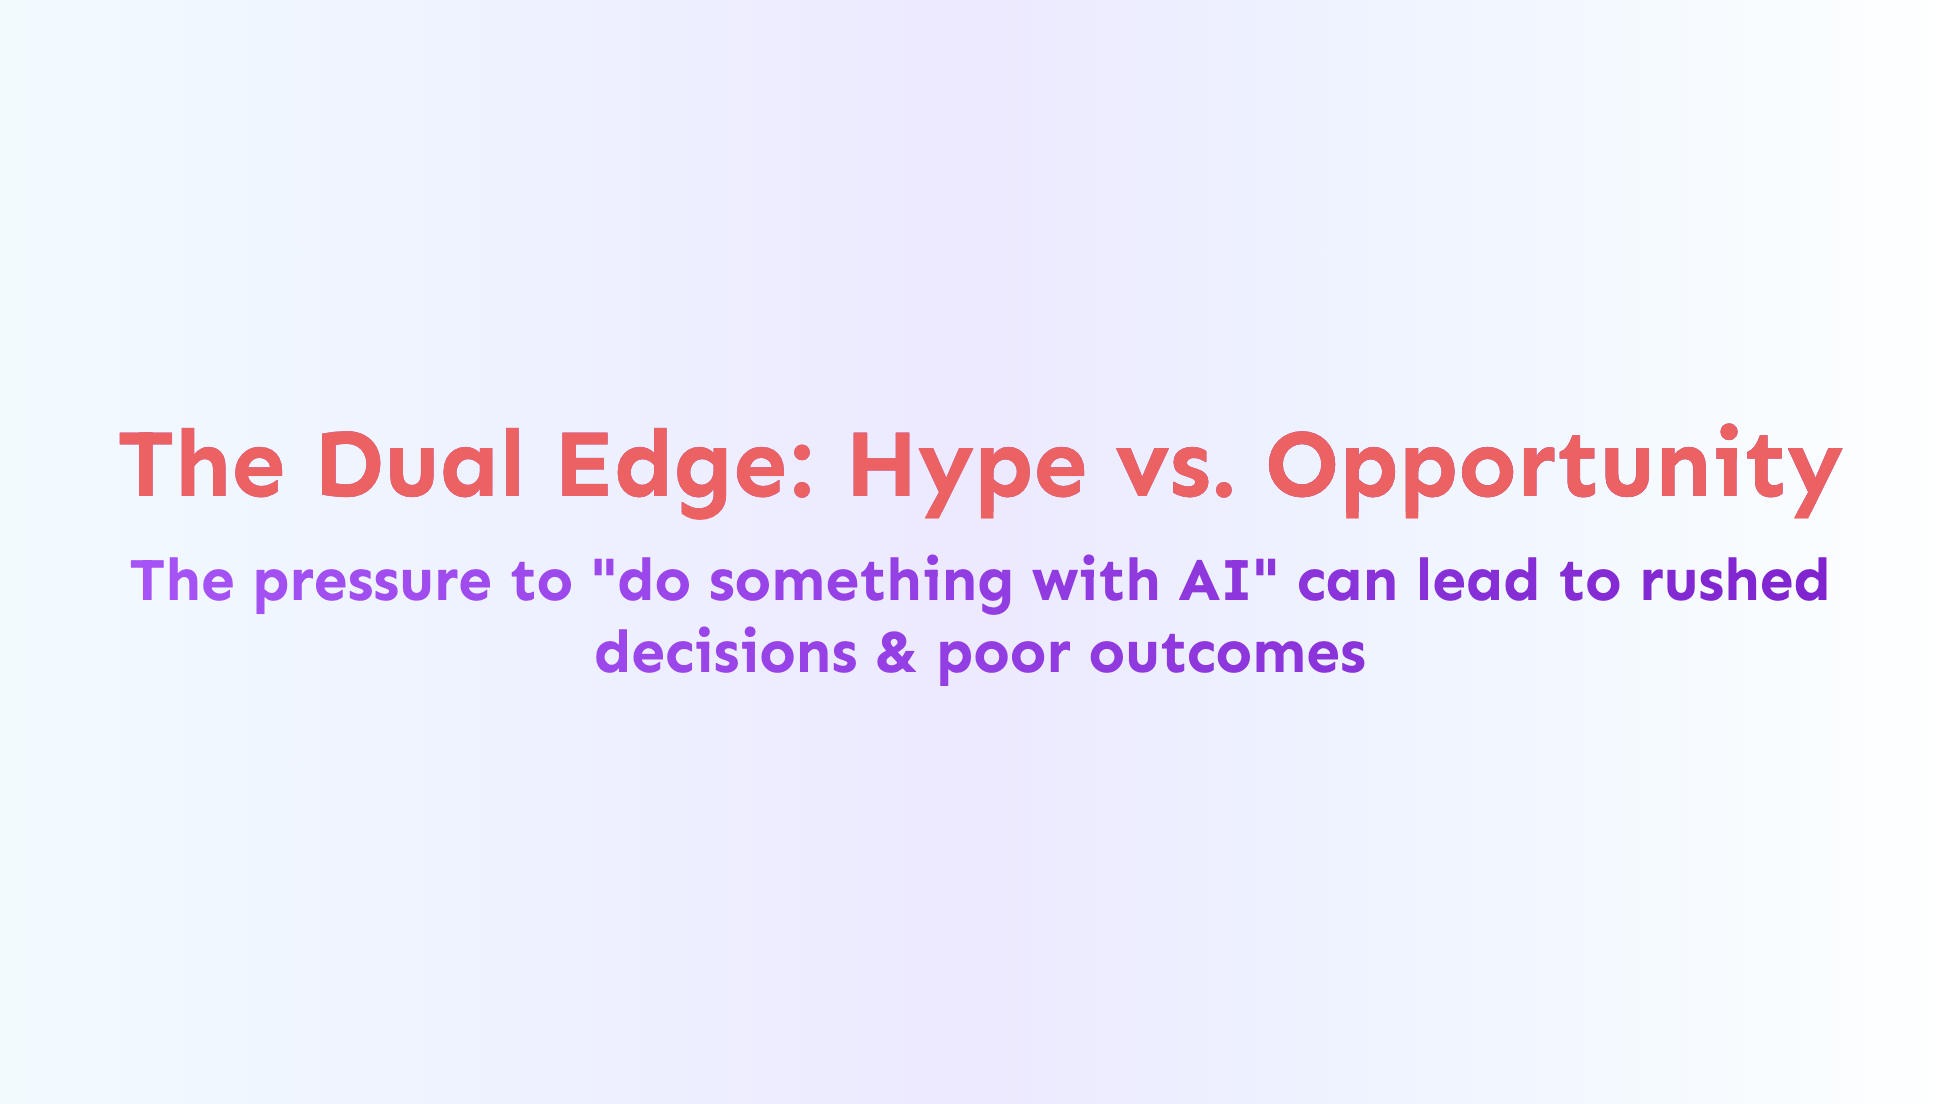 The Dual Edge: Hype vs. Opportunity
The pressure to "do something with AI" can lead to rushed
decisions & poor outcomes